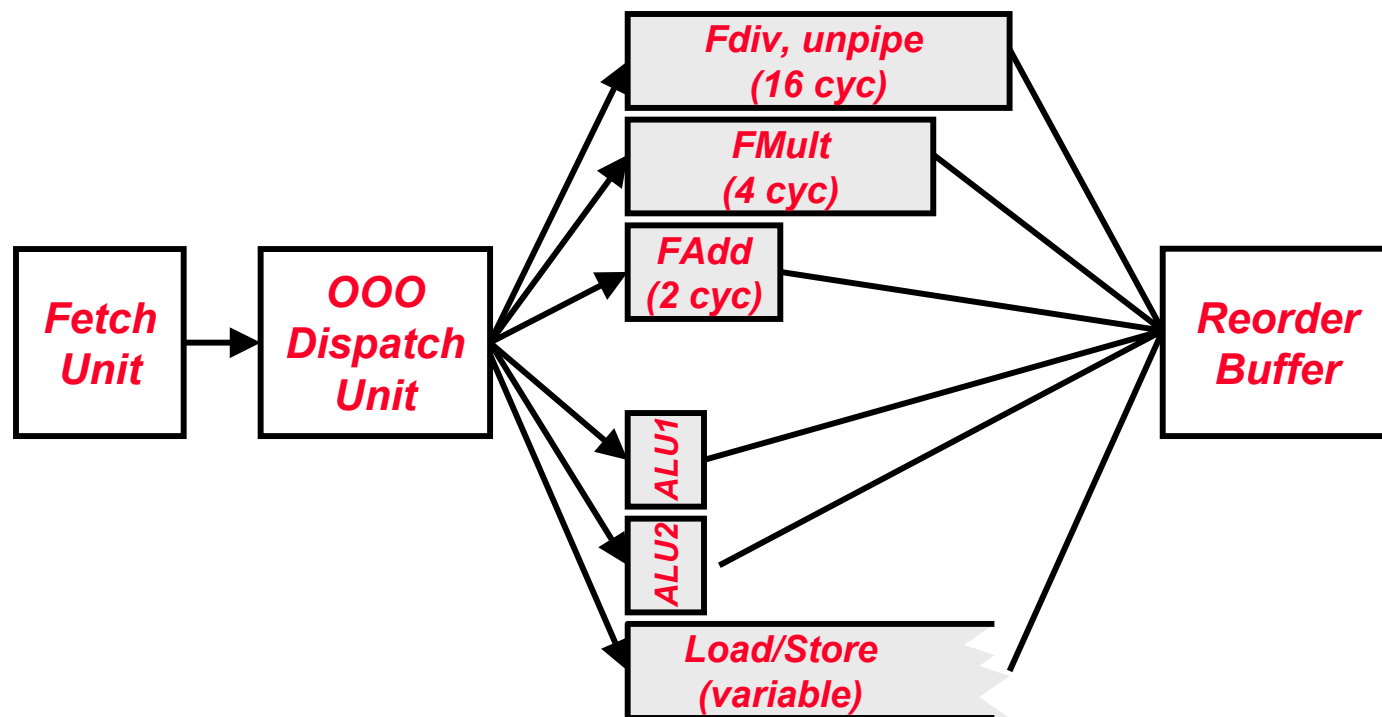 Fdiv, unpipe
(16 cyc)
FMult
(4 cyc)
FAdd
(2 cyc)
Fetch
Unit
OOO
Dispatch
Unit
Reorder
Buffer
ALU1
ALU2
Load/Store
(variable)